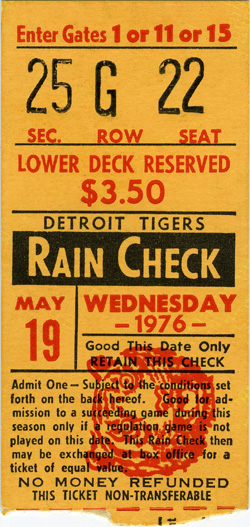 Enter Gates 1 or 11 or 15
25 G 22
SEC. ROW SEAT
LOWER DECK RESERVED
$3.50
DETROIT TIGERS
RAIN CHECK
MAY
19
WEDNESDAY
—1976—
Good This Date Only
RETAIN THIS CHECK
Admit One — Subject to the conditions set
forth on the back hereof. Good for ad-
mission to a succeeding game during this
season only if a regulation game is not
played on this date. This Rain Check then
may be exchanged at box office for a
ticket of equal value.
NO MONEY REFUNDED
THIS TICKET NON-TRANSFERABLE